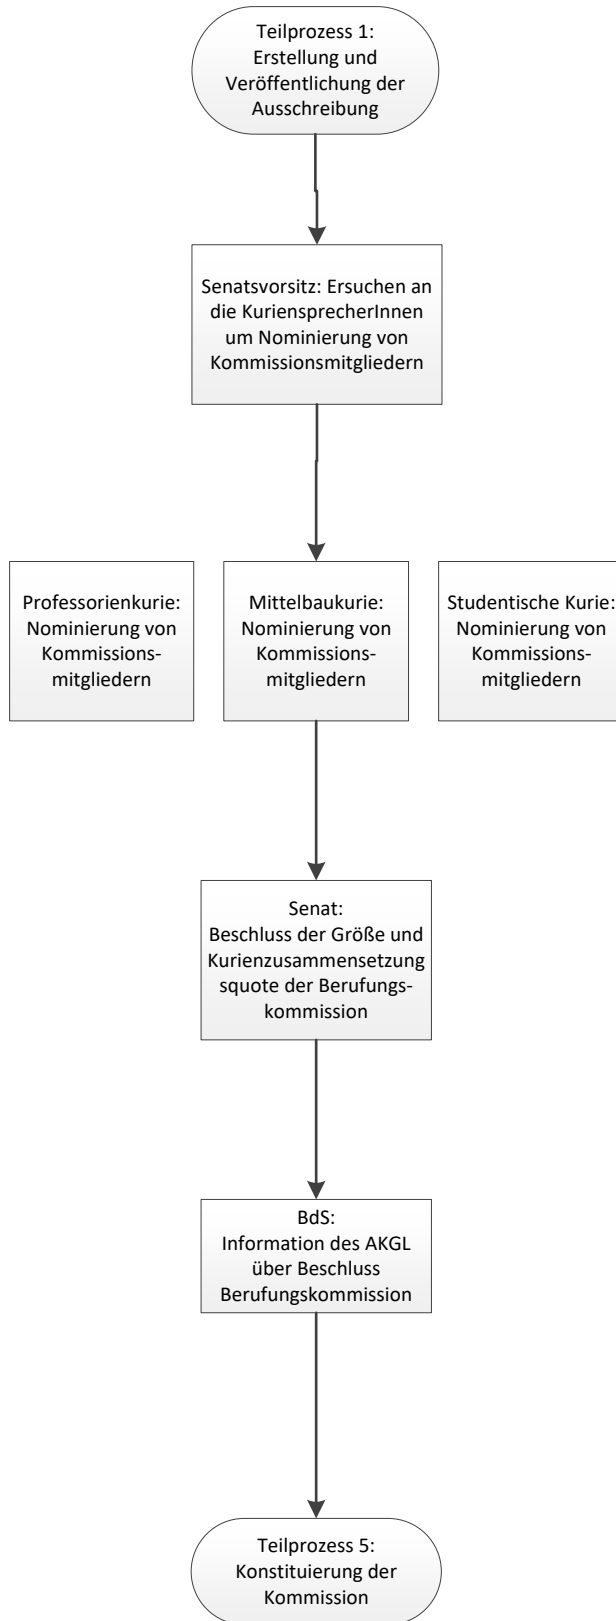 Teilprozess 1:
Erstellung und
Veröffentlichung der
Ausschreibung
Senatsvorsitz: Ersuchen an
die KuriensprecherInnen
um Nominierung von
Kommissionsmitgliedern
Professorienkurie:
Nominierung von
Kommissions-
mitgliedern
Mittelbaukurie:
Nominierung von
Kommissions-
mitgliedern
Studentische Kurie:
Nominierung von
Kommissions-
mitgliedern
Senat:
Beschluss der Größe und
Kurienzusammensetzung
squote der Berufungs-
kommission
BdS:
Information des AKGL
über Beschluss
Berufungskommission
Teilprozess 5:
Konstituierung der
Kommission